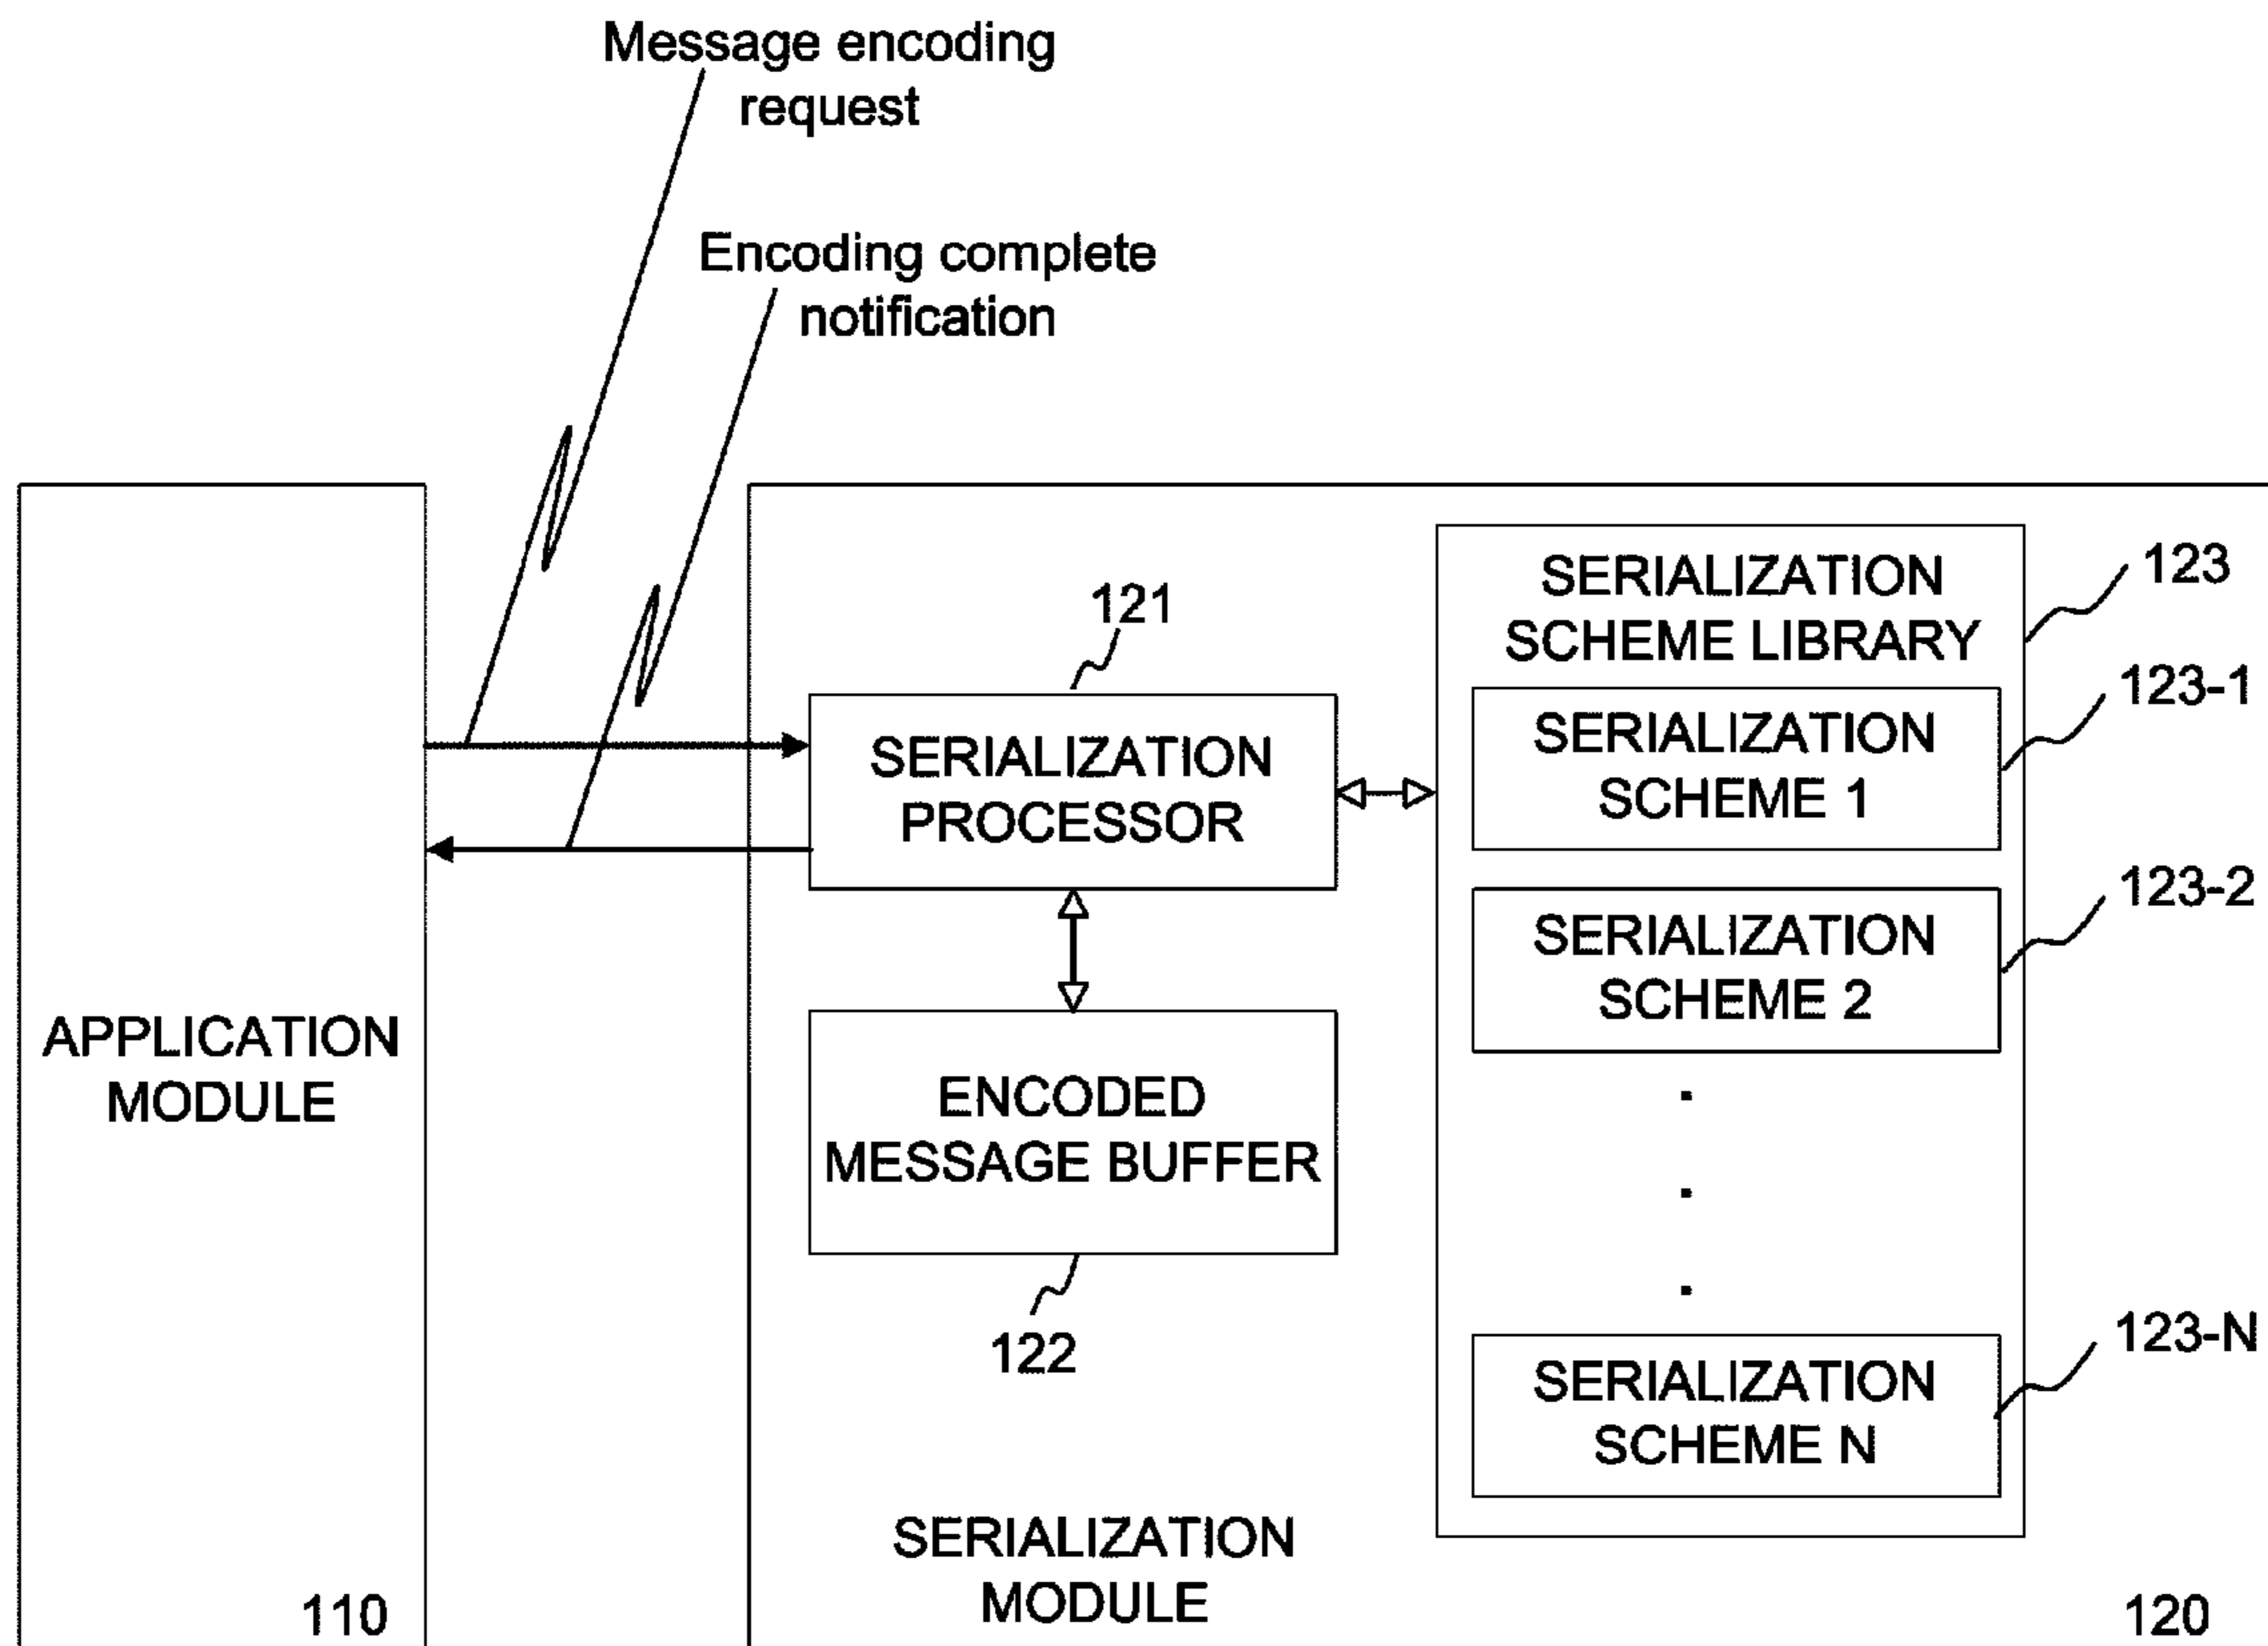 Message encoding
request
Encoding complete
notification
APPLICATION
MODULE
110
121
SERIALIZATION
PROCESSOR
ENCODED
MESSAGE BUFFER
122
SERIALIZATION
MODULE
SERIALIZATION
SCHEME LIBRARY
123
SERIALIZATION
SCHEME 1
123-1
SERIALIZATION
SCHEME 2
123-2
.
.
.
SERIALIZATION
SCHEME N
123-N
120